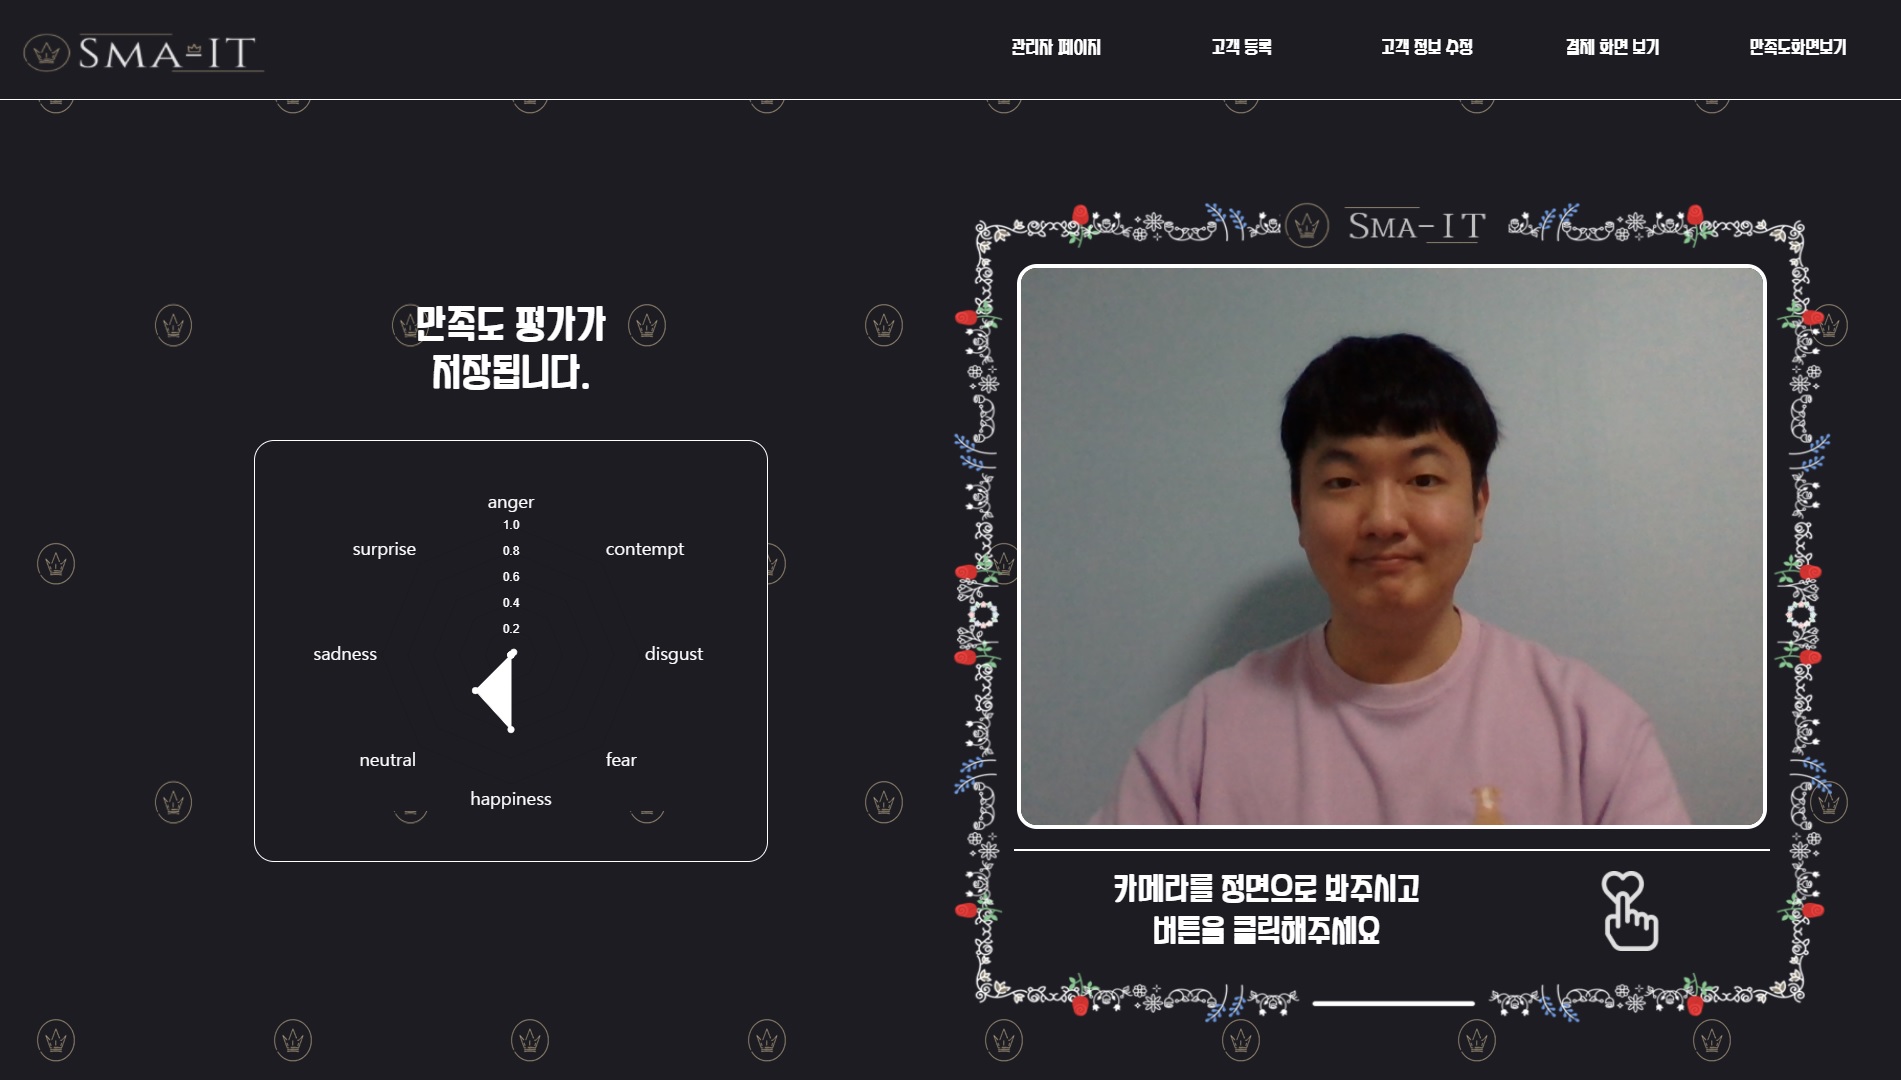 SMA-IT
관리자 페이지
고객 등록
고객 정보 수정
결제 화면 보기
만족도화면보기
만족도 평가가
저장됩니다.
anger
1.0
0.8
0.6
0.4
0.2
surprise
contempt
sadness
disgust
neutral
fear
happiness
SMA-IT
카메라를 정면으로 봐주시고
버튼을 클릭해주세요